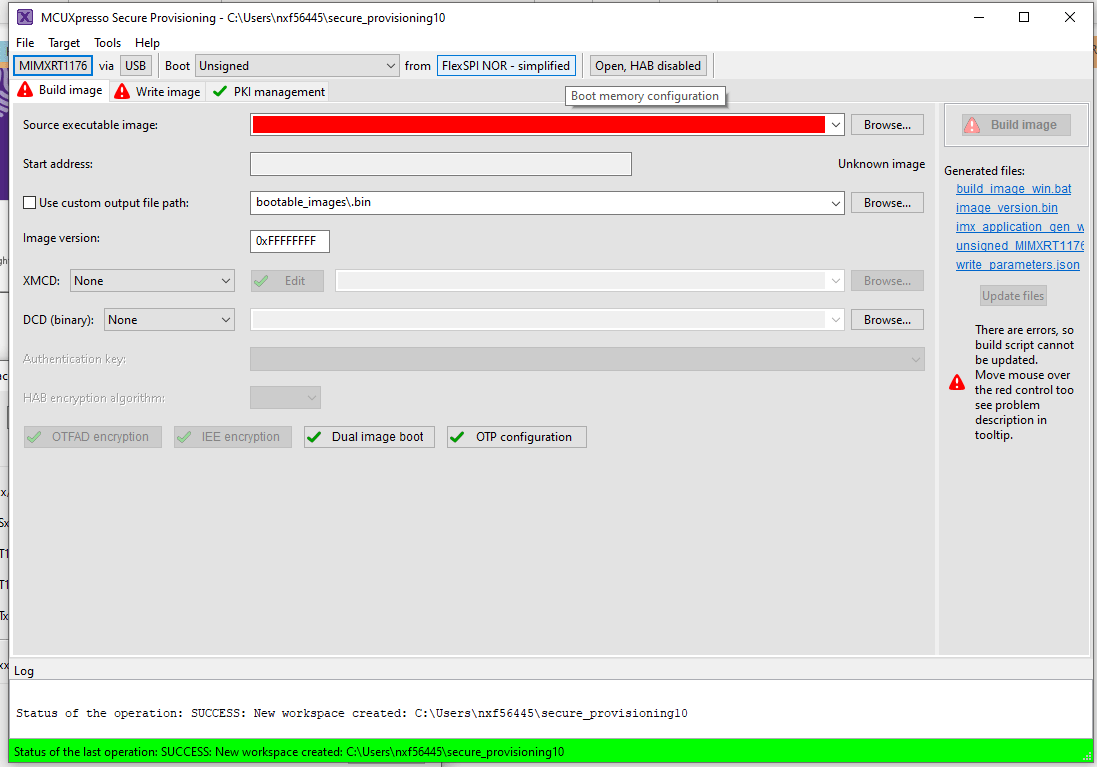 MCUXpresso Secure Provisioning - C:\Users\nxf56445\secure_provisioning10
File Target Tools Help
MIMXRT1176 via USB Boot Unsigned from FlexSPI NOR - simplified Open, HAB disabled
Build image Write image PKI management
Boot memory configuration
Source executable image: Browse...
Start address: Unknown image
Use custom output file path: bootable_images\.bin Browse...
Image version: 0xFFFFFFFF
XMCD: None Edit Browse...
DCD (binary): None Browse...
Authentication key:
HAB encryption algorithm:
OTFAD encryption IEE encryption Dual image boot OTP configuration
Build image
Generated files:
build_image_win.bat
image_version.bin
imx_application_gen_w
unsigned_MIMXRT1176
write_parameters.json
Update files
There are errors, so
build script cannot
be updated.
Move mouse over
the red control too
see problem
description in
tooltip.
Log
Status of the operation: SUCCESS: New workspace created: C:\Users\nxf56445\secure_provisioning10
Status of the last operation: SUCCESS: New workspace created: C:\Users\nxf56445\secure_provisioning10